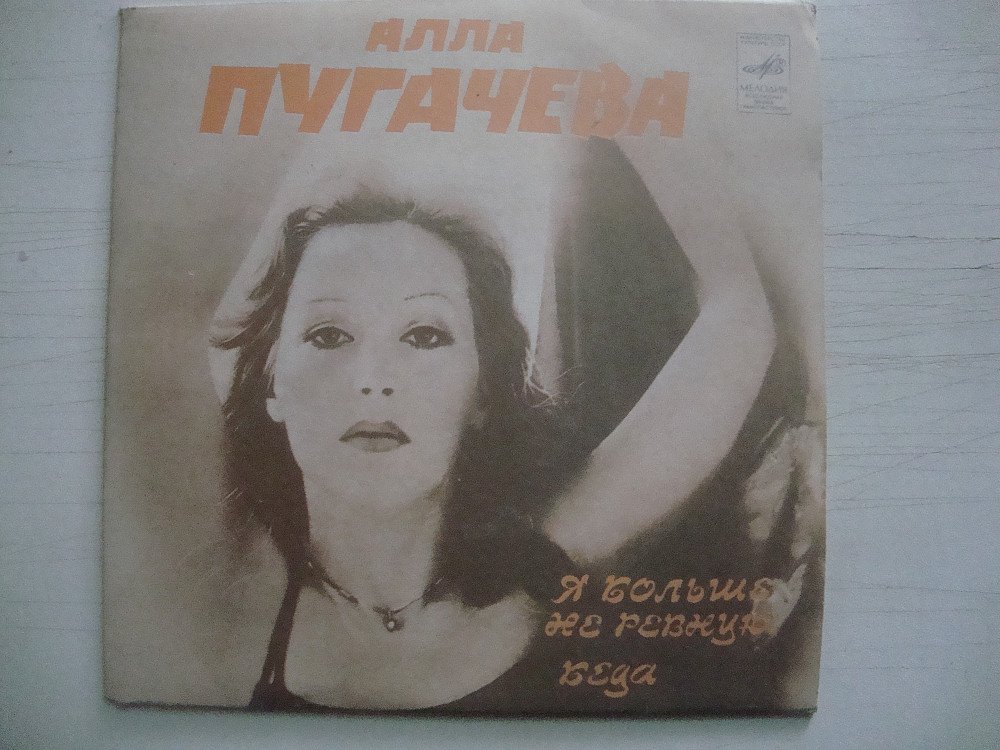 АЛЛА
ПУГАЧЕВА
МЕЛОДИЯ
Я БОЛЬШЕ
НЕ РЕВНУЮ
БЕДА